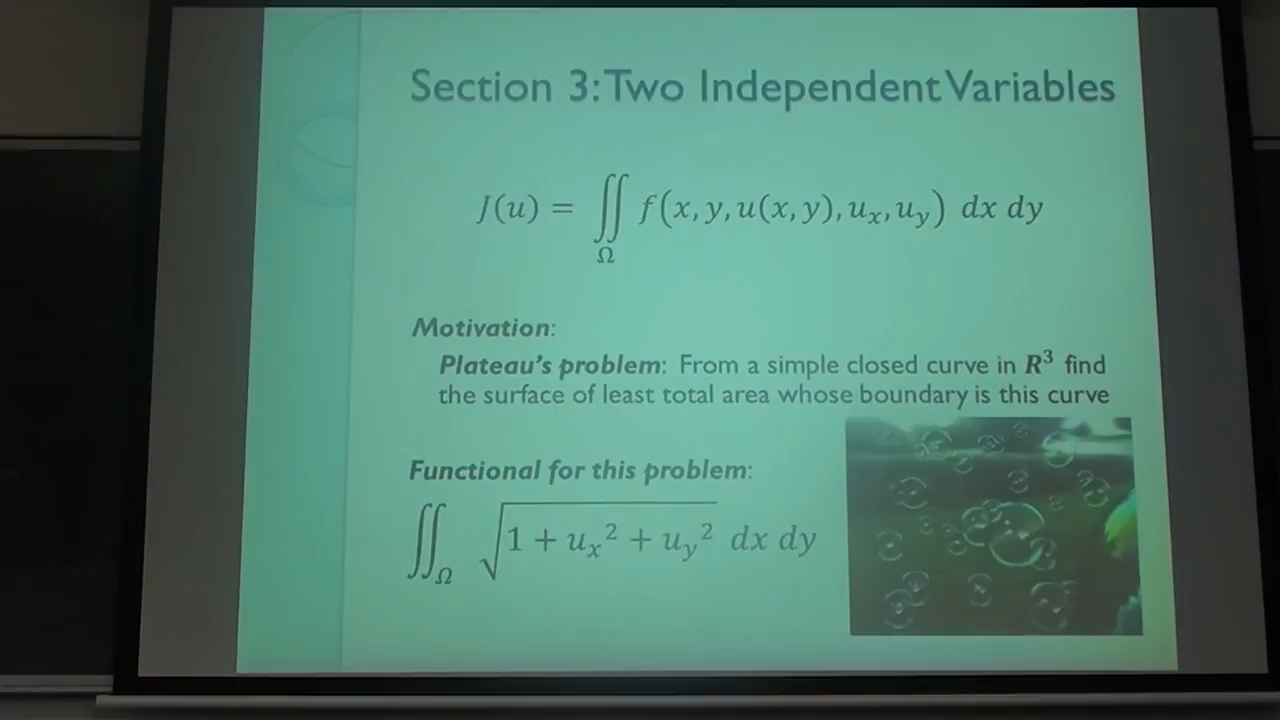 Section 3: Two Independent Variables
J(u) = ∬_Ω f(x, y, u(x, y), u_x, u_y) dx dy
Motivation:
Plateau's problem: From a simple closed curve in R³ find
the surface of least total area whose boundary is this curve
Functional for this problem:
∬_Ω √(1 + u_x² + u_y²) dx dy